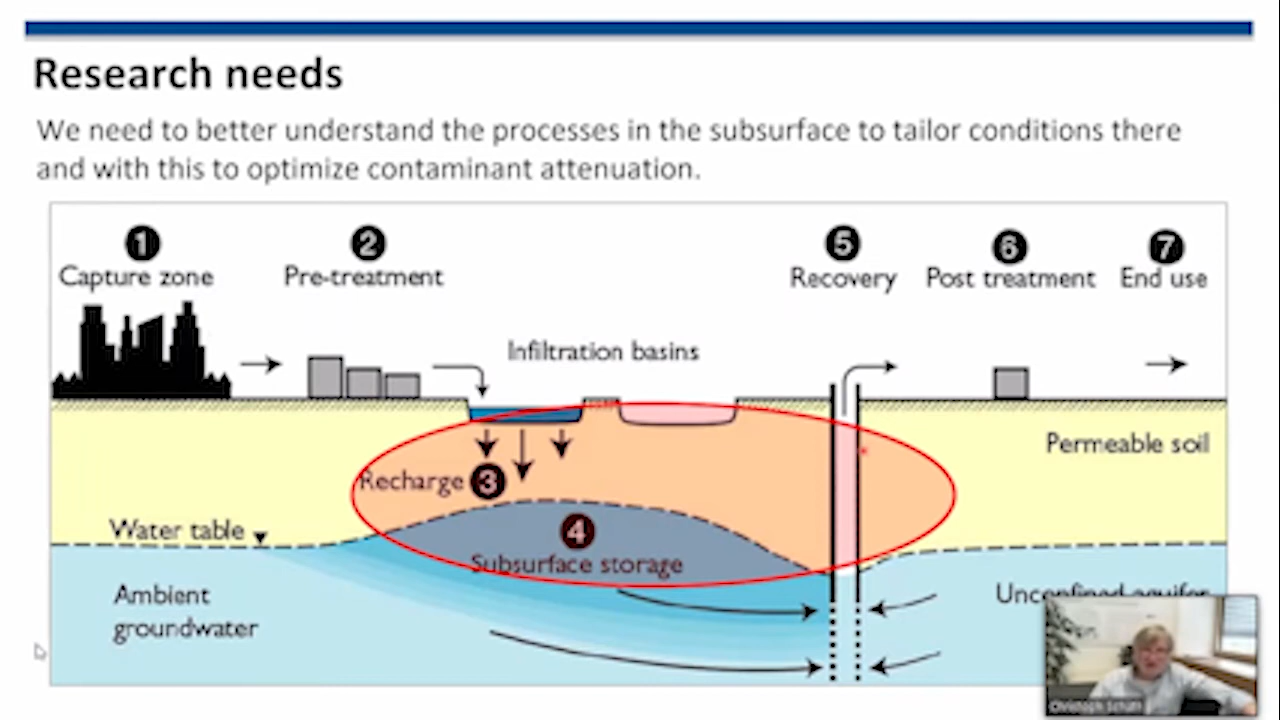 Research needs
We need to better understand the processes in the subsurface to tailor conditions there
and with this to optimize contaminant attenuation.
1 2 5 6 7
Capture zone Pre-treatment Recovery Post treatment End use
Infiltration basins
Permeable soil
Recharge 3
Water table
4
Subsurface storage
Ambient
groundwater
Unconfined aquifer